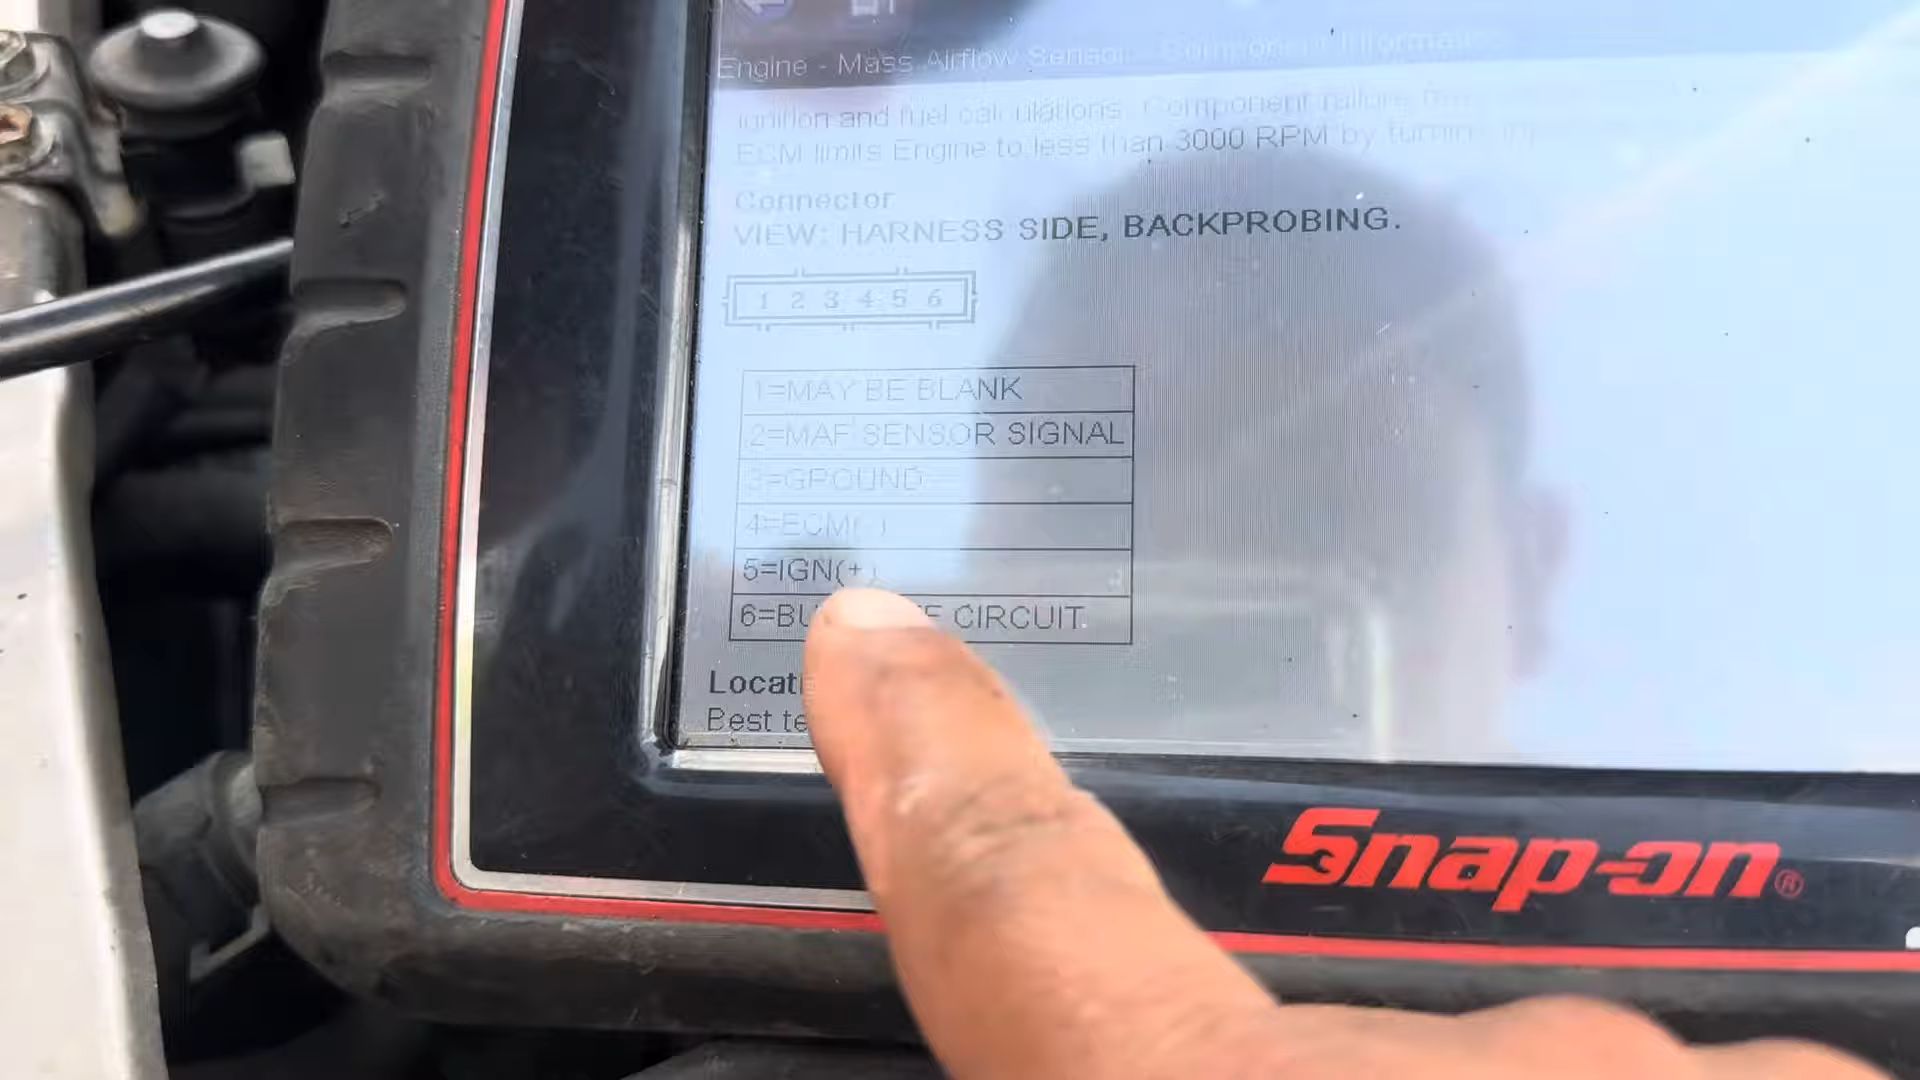 Engine - Mass Airflow Sensor - Component Information
ignition and fuel calculations. Component failure
ECM limits Engine to less than 3000 RPM by turning
Connector
VIEW: HARNESS SIDE, BACKPROBING.
1 2 3 4 5 6
1=MAY BE BLANK
2=MAF SENSOR SIGNAL
3=GROUND
4=ECM(-)
5=IGN(+)
6=BU CIRCUIT.
Locati
Best te
Snap-on®